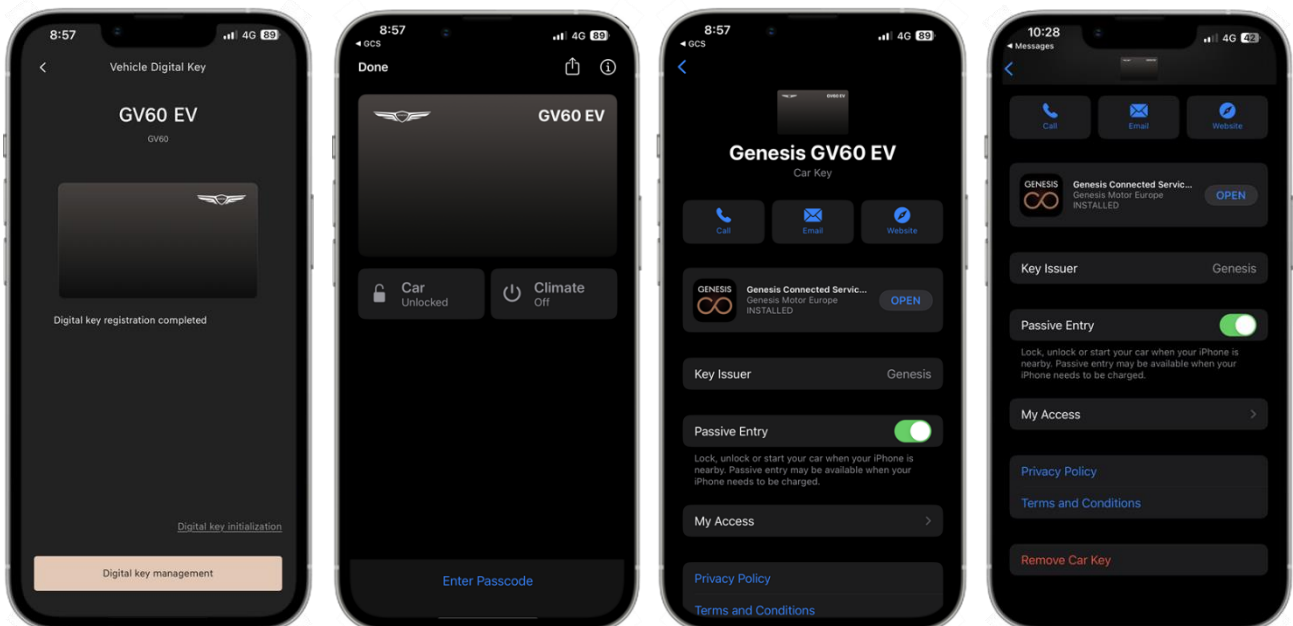 8:57
4G 89
Vehicle Digital Key
GV60 EV
GV60
Digital key registration completed
Digital key initialization
Digital key management
8:57
4G 89
◀ GCS
Done
GV60 EV
Car
Unlocked
Climate
Off
Enter Passcode
8:57
4G 89
◀ GCS
GV60 EV
Genesis GV60 EV
Car Key
Call
Email
Website
GENESIS
Genesis Connected Servic...
Genesis Motor Europe
INSTALLED
OPEN
Key Issuer
Genesis
Passive Entry
Lock, unlock or start your car when your iPhone is
nearby. Passive entry may be available when your
iPhone needs to be charged.
My Access
Privacy Policy
Terms and Conditions
10:28
4G 42
◀ Messages
Call
Email
Website
GENESIS
Genesis Connected Servic...
Genesis Motor Europe
INSTALLED
OPEN
Key Issuer
Genesis
Passive Entry
Lock, unlock or start your car when your iPhone is
nearby. Passive entry may be available when your
iPhone needs to be charged.
My Access
Privacy Policy
Terms and Conditions
Remove Car Key